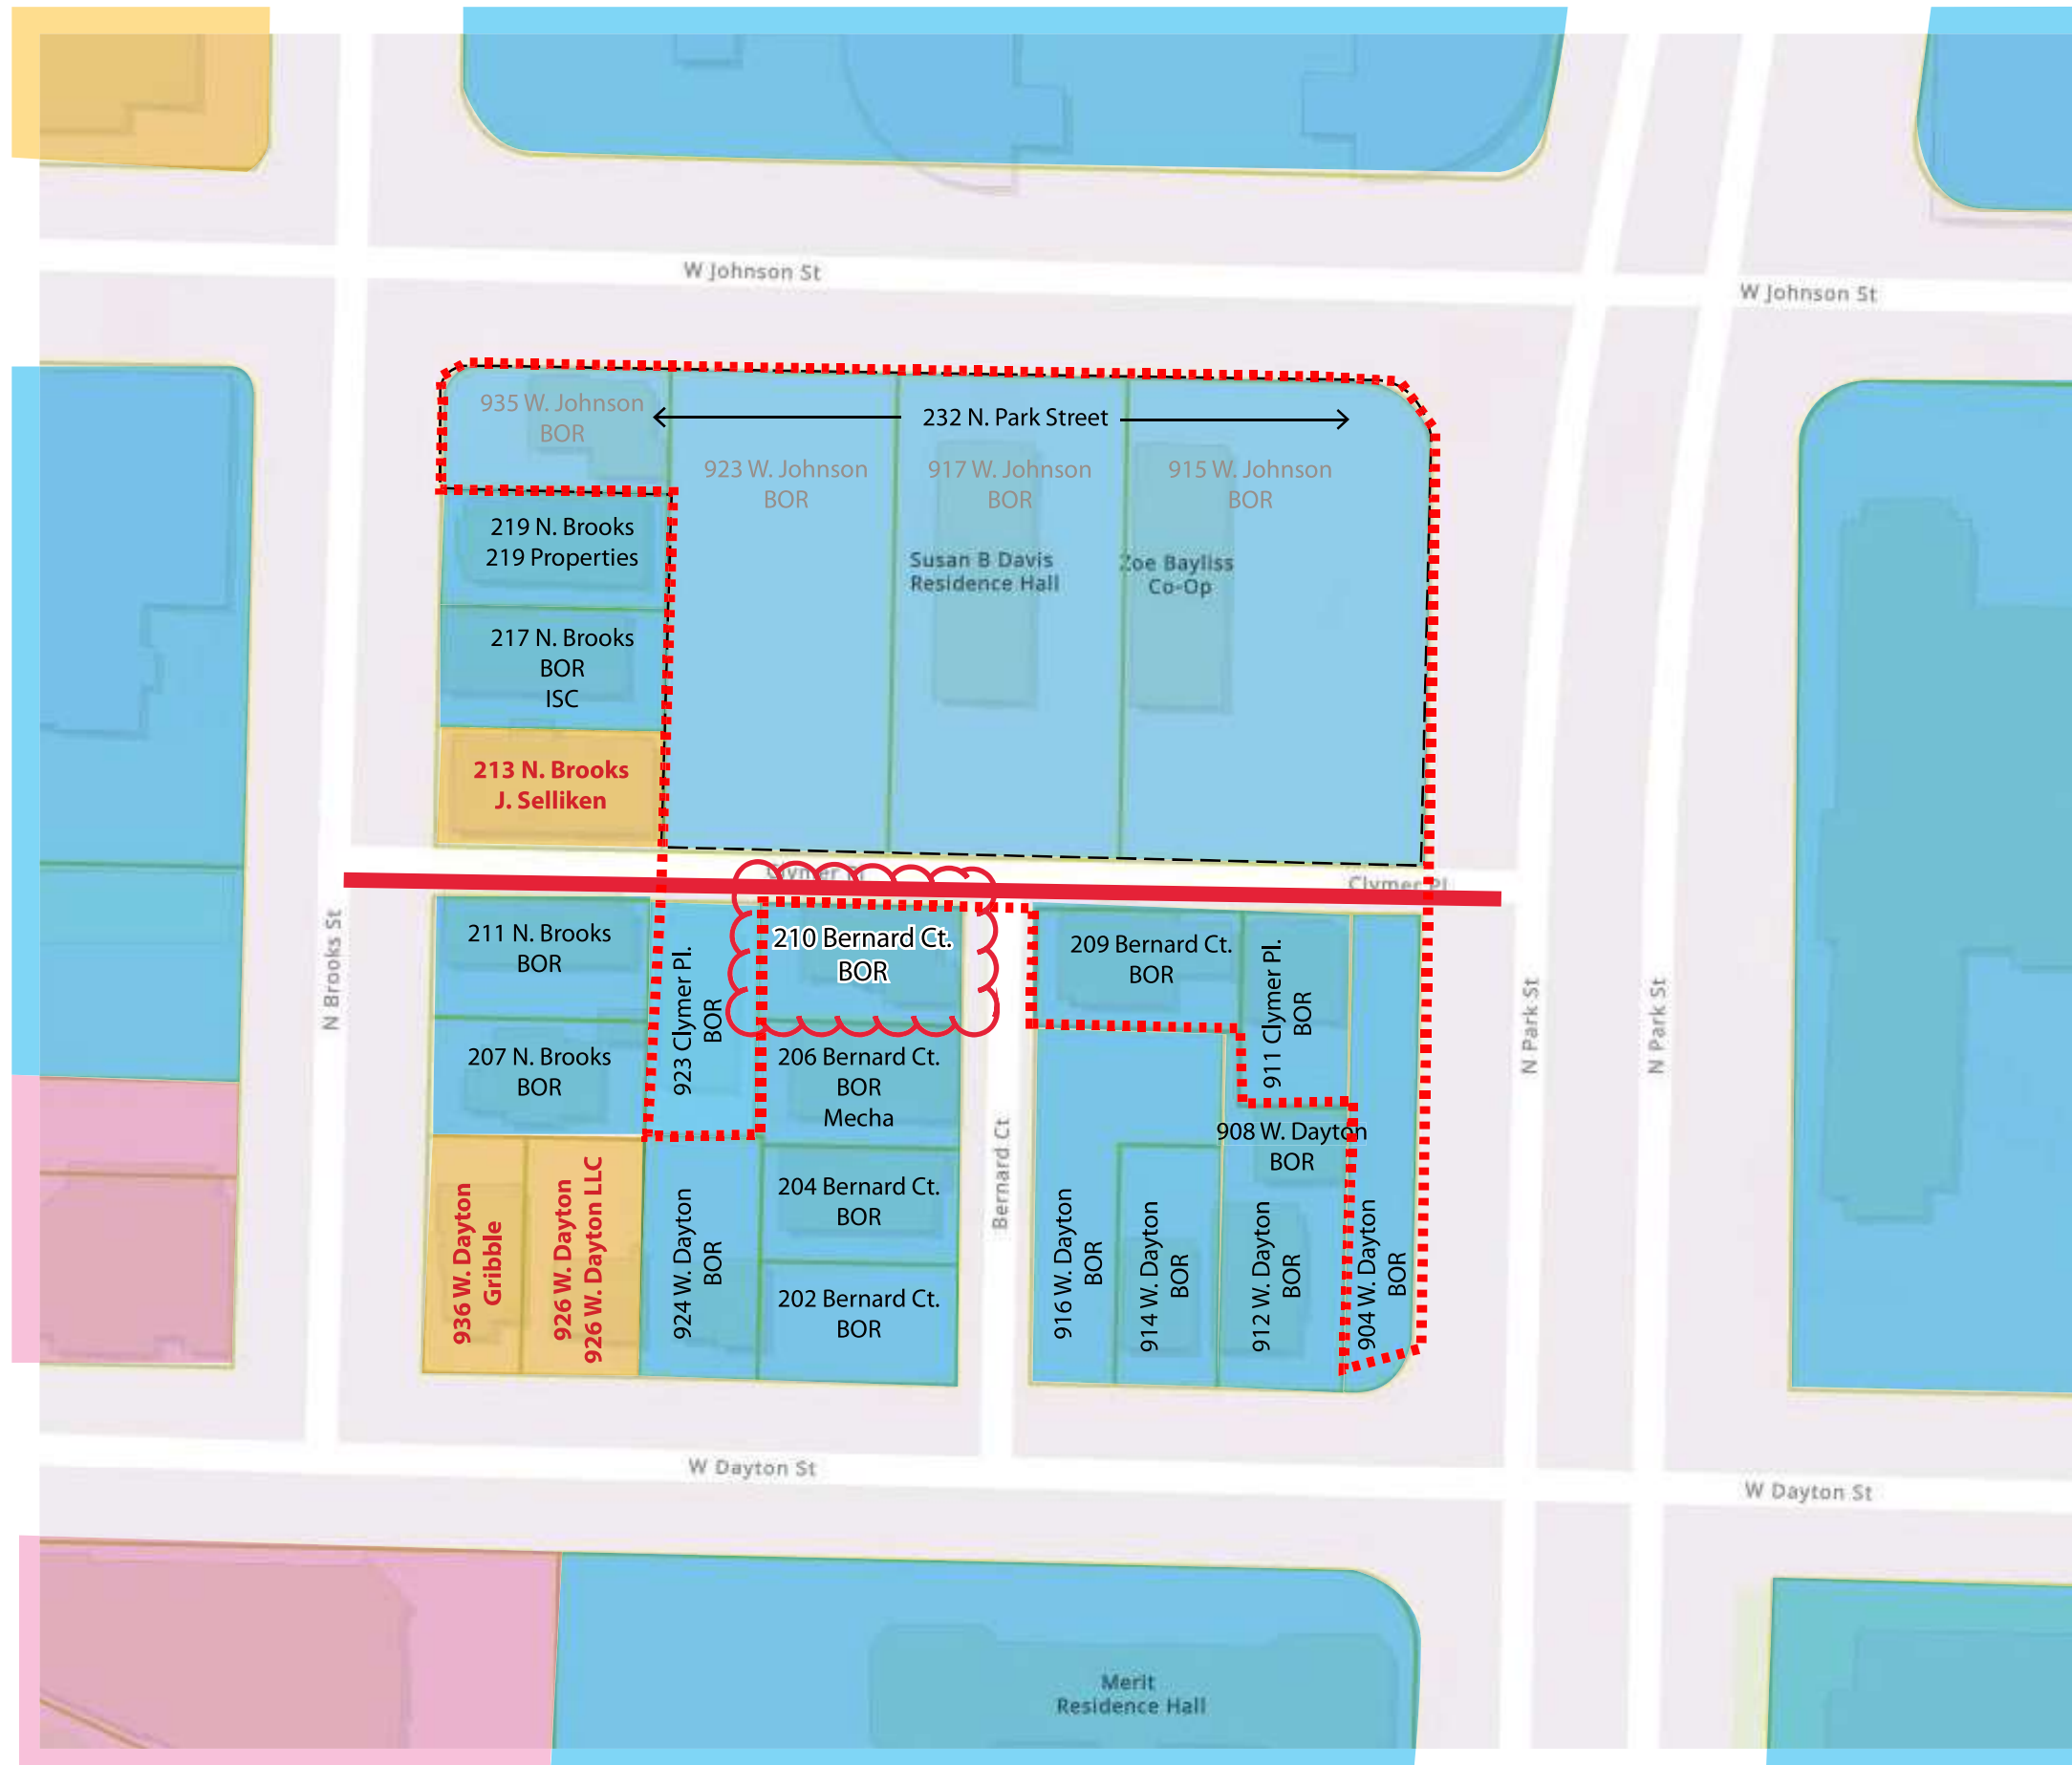 W Johnson St
W Johnson St
935 W. Johnson
BOR
232 N. Park Street
923 W. Johnson
BOR
917 W. Johnson
BOR
915 W. Johnson
BOR
219 N. Brooks
219 Properties
Susan B Davis
Residence Hall
Zoe Bayliss
Co-Op
217 N. Brooks
BOR
ISC
213 N. Brooks
J. Selliken
Clymer Pl
Clymer Pl
N Brooks St
211 N. Brooks
BOR
923 Clymer Pl.
BOR
210 Bernard Ct.
BOR
209 Bernard Ct.
BOR
911 Clymer Pl.
BOR
N Park St
N Park St
207 N. Brooks
BOR
206 Bernard Ct.
BOR
Mecha
908 W. Dayton
BOR
Bernard Ct
936 W. Dayton
Gribble
926 W. Dayton
926 W. Dayton LLC
924 W. Dayton
BOR
204 Bernard Ct.
BOR
202 Bernard Ct.
BOR
916 W. Dayton
BOR
914 W. Dayton
BOR
912 W. Dayton
BOR
904 W. Dayton
BOR
W Dayton St
W Dayton St
Merit
Residence Hall